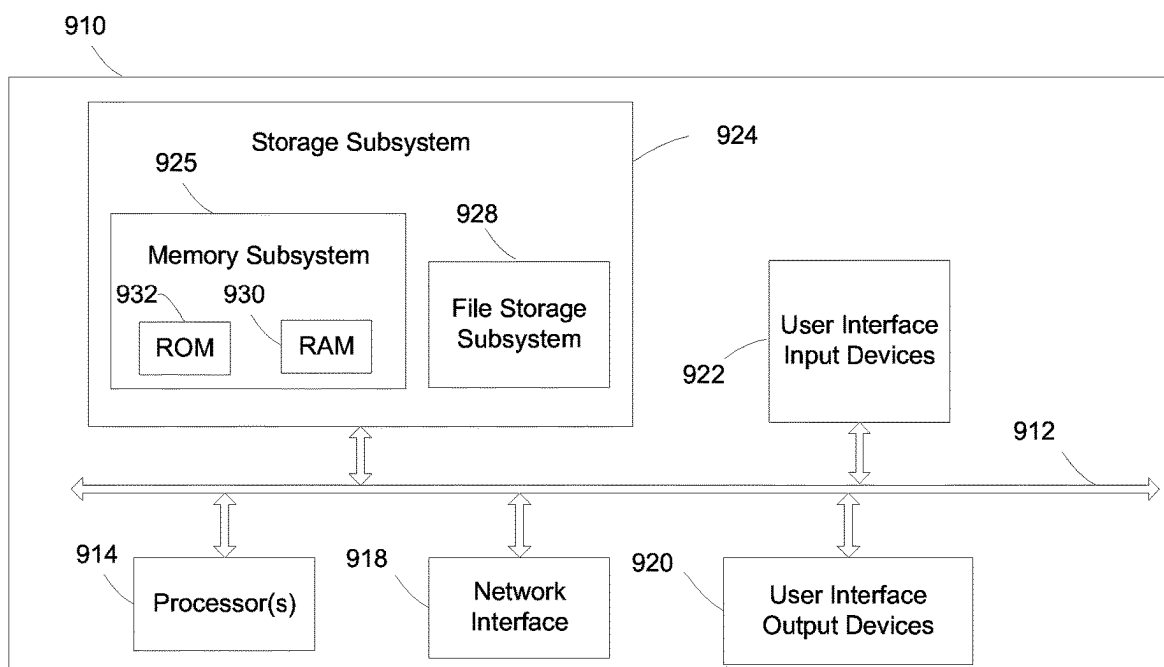 910
Storage Subsystem
924
925
928
Memory Subsystem
932
930
ROM
RAM
File Storage
Subsystem
User Interface
Input Devices
922
912
914
918
920
Processor(s)
Network
Interface
User Interface
Output Devices